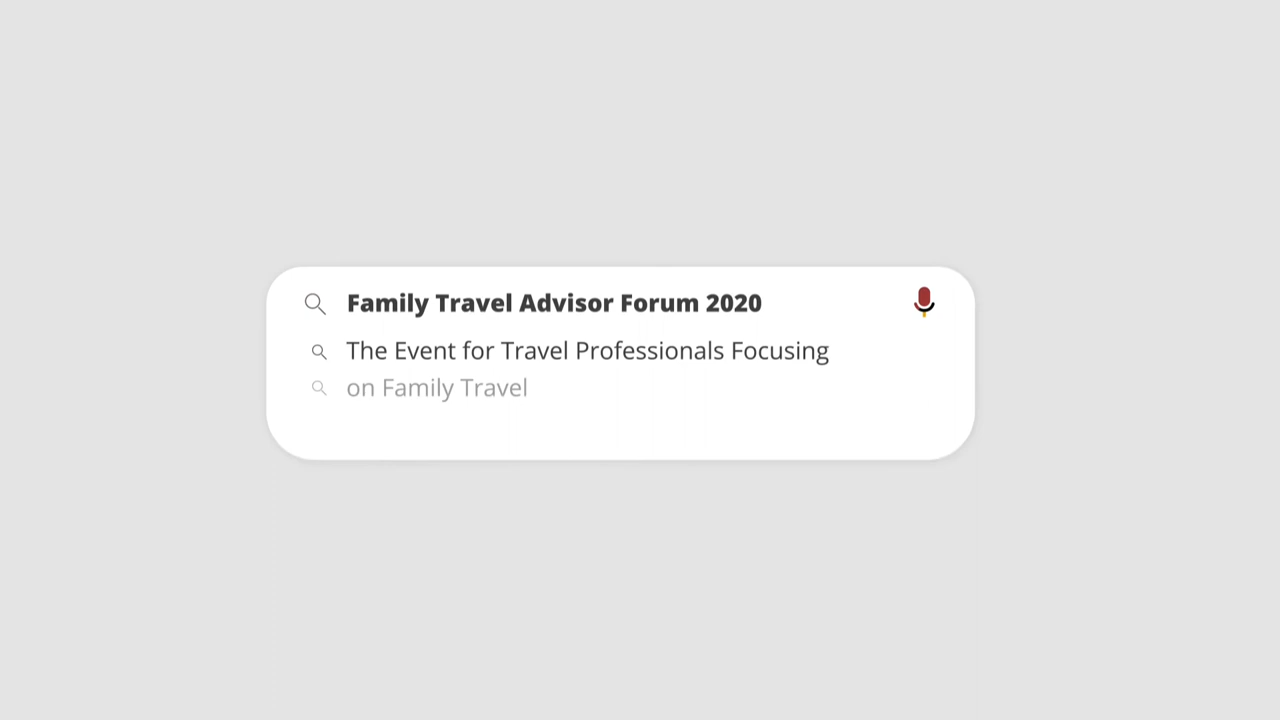 Family Travel Advisor Forum 2020
The Event for Travel Professionals Focusing
on Family Travel